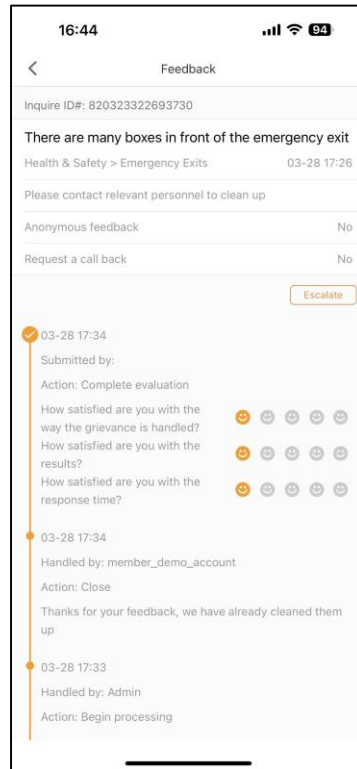 16:44
94
Feedback
Inquire ID#: 820323322693730
There are many boxes in front of the emergency exit
Health & Safety > Emergency Exits 03-28 17:26
Please contact relevant personnel to clean up
Anonymous feedback No
Request a call back No
Escalate
03-28 17:34
Submitted by:
Action: Complete evaluation
How satisfied are you with the
way the grievance is handled?
How satisfied are you with the
results?
How satisfied are you with the
response time?
03-28 17:34
Handled by: member_demo_account
Action: Close
Thanks for your feedback, we have already cleaned them
up
03-28 17:33
Handled by: Admin
Action: Begin processing